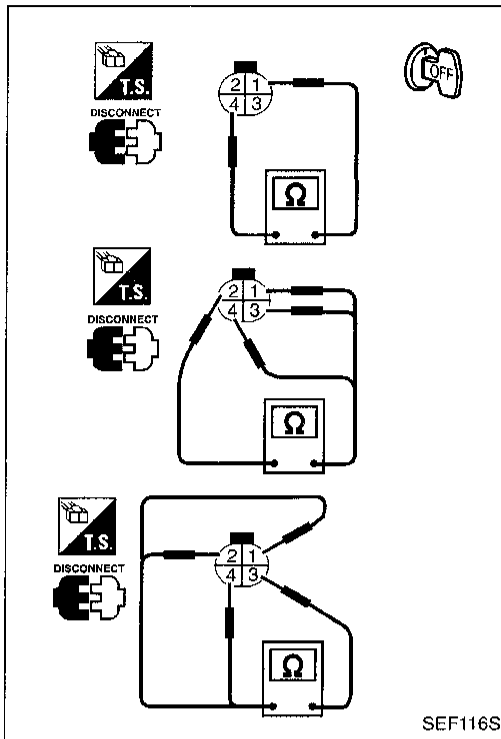 OFF
T.S.
DISCONNECT
2 1
4 3
Ω
T.S.
DISCONNECT
2 1
4 3
Ω
T.S.
DISCONNECT
2 1
4 3
Ω
SEF116S